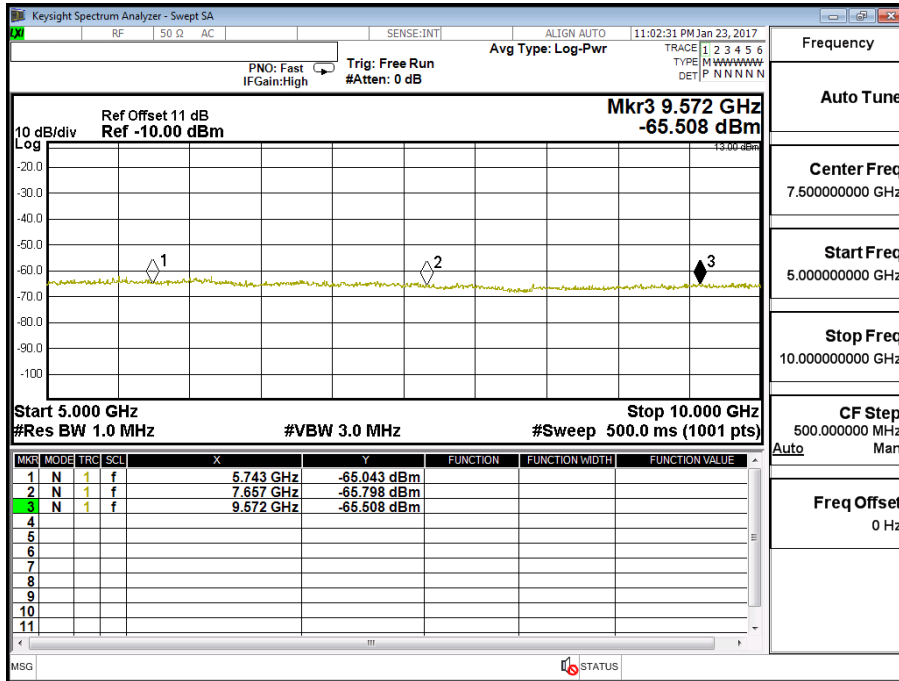 Keysight Spectrum Analyzer - Swept SA
LXI RF 50 Ω AC SENSE:INT ALIGN AUTO 11:02:31 PM Jan 23, 2017
Avg Type: Log-Pwr TRACE 1 2 3 4 5 6
PNO: Fast Trig: Free Run TYPE M WWWWW
IFGain:High #Atten: 0 dB DET P N N N N N
Ref Offset 11 dB Mkr3 9.572 GHz
10 dB/div Ref -10.00 dBm -65.508 dBm
Log
13.00 dBm
-20.0
-30.0
-40.0
-50.0
1 2 3
-60.0
-70.0
-80.0
-90.0
-100
Start 5.000 GHz Stop 10.000 GHz
#Res BW 1.0 MHz #VBW 3.0 MHz #Sweep 500.0 ms (1001 pts)
MKR MODE TRC SCL X Y FUNCTION FUNCTION WIDTH FUNCTION VALUE
1 N 1 f 5.743 GHz -65.043 dBm
2 N 1 f 7.657 GHz -65.798 dBm
3 N 1 f 9.572 GHz -65.508 dBm
4
5
6
7
8
9
10
11
MSG STATUS
Frequency
Auto Tune
Center Freq
7.500000000 GHz
Start Freq
5.000000000 GHz
Stop Freq
10.000000000 GHz
CF Step
500.000000 MHz
Auto Man
Freq Offset
0 Hz